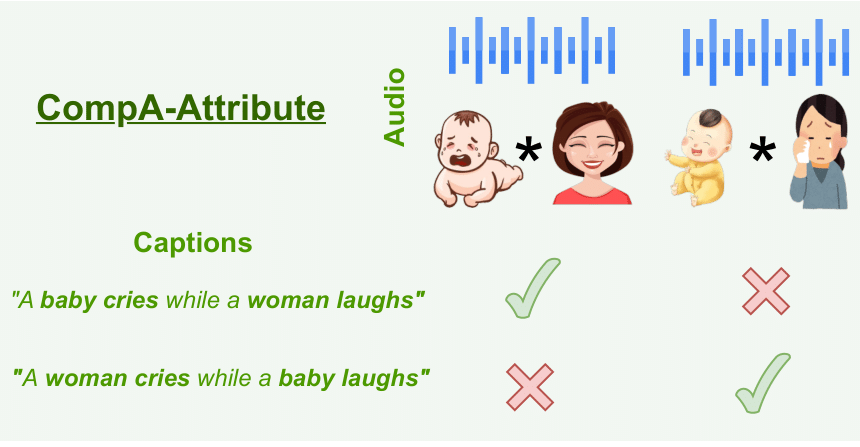 CompA-Attribute
Audio
* *
Captions
"A baby cries while a woman laughs"
"A woman cries while a baby laughs"